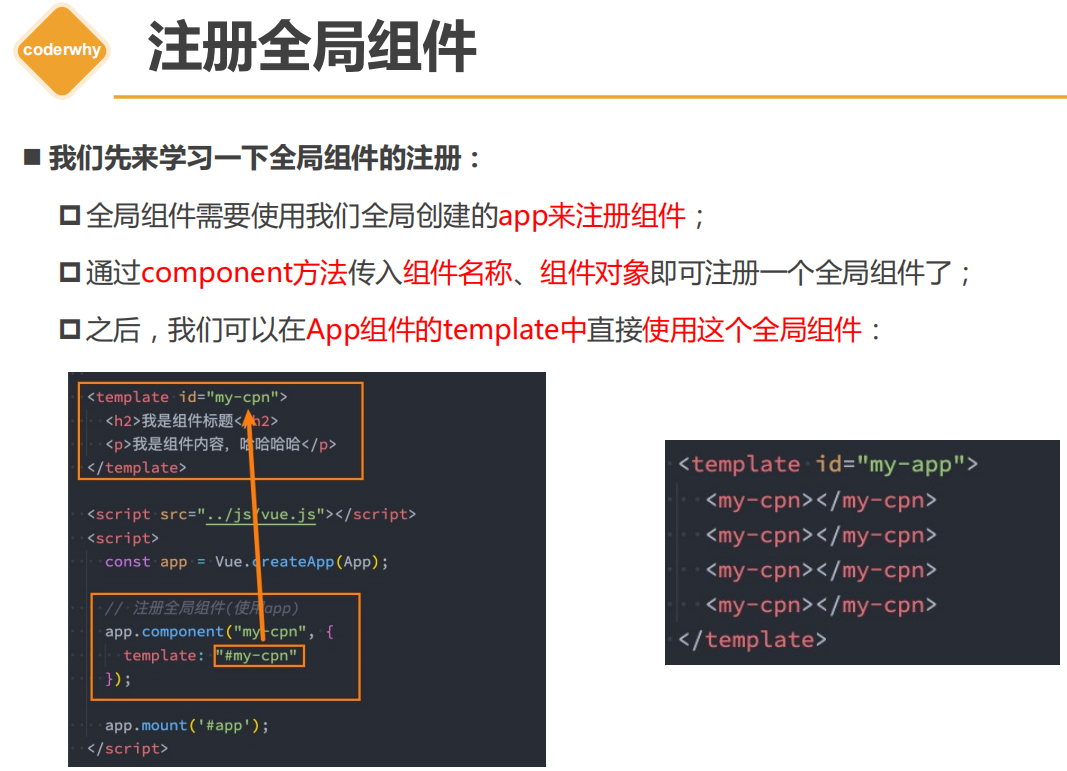 coderwhy
注册全局组件
我们先来学习一下全局组件的注册：
全局组件需要使用我们全局创建的app来注册组件；
通过component方法传入组件名称、组件对象即可注册一个全局组件了；
之后，我们可以在App组件的template中直接使用这个全局组件：
<template id="my-cpn">
<h2>我是组件标题</h2>
<p>我是组件内容，哈哈哈哈</p>
</template>
<script src="../js/vue.js"></script>
<script>
const app = Vue.createApp(App);
// 注册全局组件(使用app)
app.component("my-cpn", {
template: "#my-cpn"
});
app.mount('#app');
</script>
<template id="my-app">
<my-cpn></my-cpn>
<my-cpn></my-cpn>
<my-cpn></my-cpn>
<my-cpn></my-cpn>
</template>